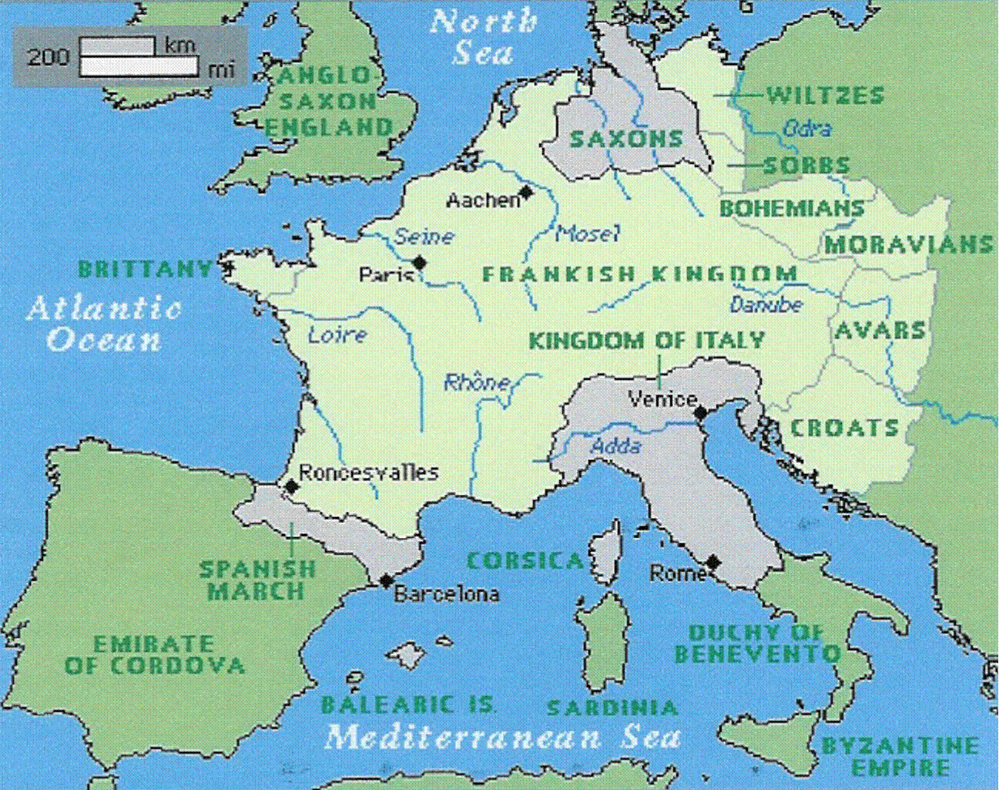 North
Sea
200
km
mi
ANGLO-
SAXON
ENGLAND
WILTZES
Odra
SAXONS
SORBS
Aachen
BOHEMIANS
Seine
Mosel
MORAVIANS
BRITTANY
Paris
FRANKISH KINGDOM
Atlantic
Ocean
Danube
Loire
AVARS
KINGDOM OF ITALY
Rhône
Venice
CROATS
Adda
Roncesvalles
SPANISH
MARCH
CORSICA
Rome
Barcelona
EMIRATE
OF CORDOVA
DUCHY OF
BENEVENTO
BALEARIC IS.
SARDINIA
Mediterranean Sea
BYZANTINE
EMPIRE